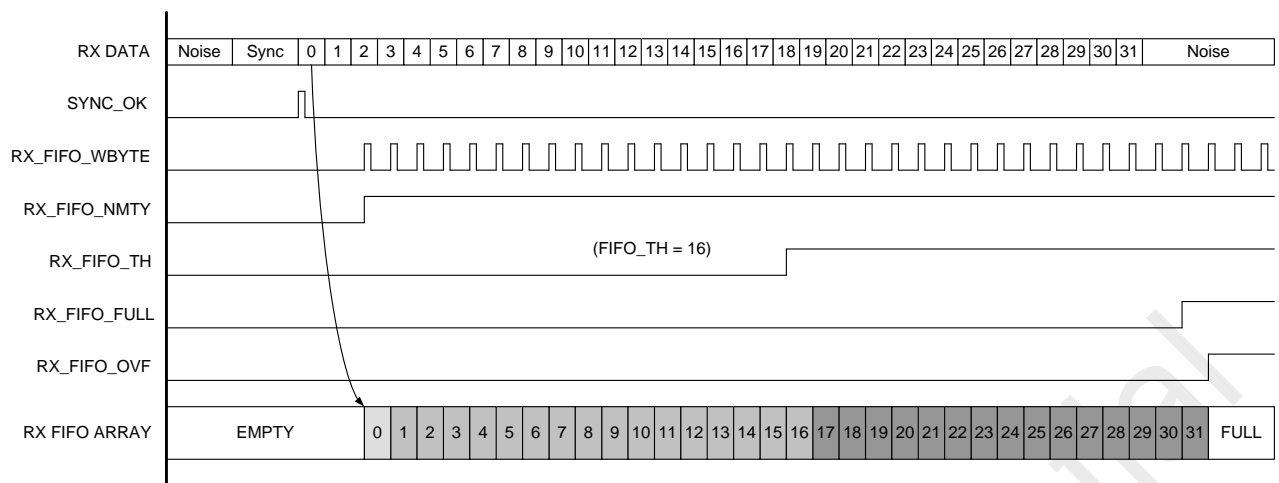 RX DATA Noise Sync 0 1 2 3 4 5 6 7 8 9 10 11 12 13 14 15 16 17 18 19 20 21 22 23 24 25 26 27 28 29 30 31 Noise
SYNC_OK
RX_FIFO_WBYTE
RX_FIFO_NMTY
(FIFO_TH = 16)
RX_FIFO_TH
RX_FIFO_FULL
RX_FIFO_OVF
RX FIFO ARRAY EMPTY 0 1 2 3 4 5 6 7 8 9 10 11 12 13 14 15 16 17 18 19 20 21 22 23 24 25 26 27 28 29 30 31 FULL